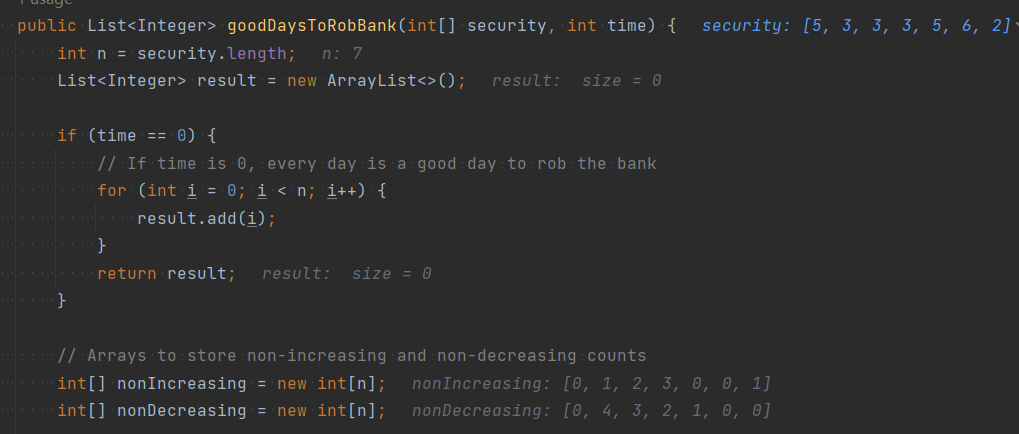 1 usage
public List<Integer> goodDaysToRobBank(int[] security, int time) {   security: [5, 3, 3, 3, 5, 6, 2]
int n = security.length;   n: 7
List<Integer> result = new ArrayList<>();   result:  size = 0
if (time == 0) {
// If time is 0, every day is a good day to rob the bank
for (int i = 0; i < n; i++) {
result.add(i);
}
return result;   result:  size = 0
}
// Arrays to store non-increasing and non-decreasing counts
int[] nonIncreasing = new int[n];   nonIncreasing: [0, 1, 2, 3, 0, 0, 1]
int[] nonDecreasing = new int[n];   nonDecreasing: [0, 4, 3, 2, 1, 0, 0]